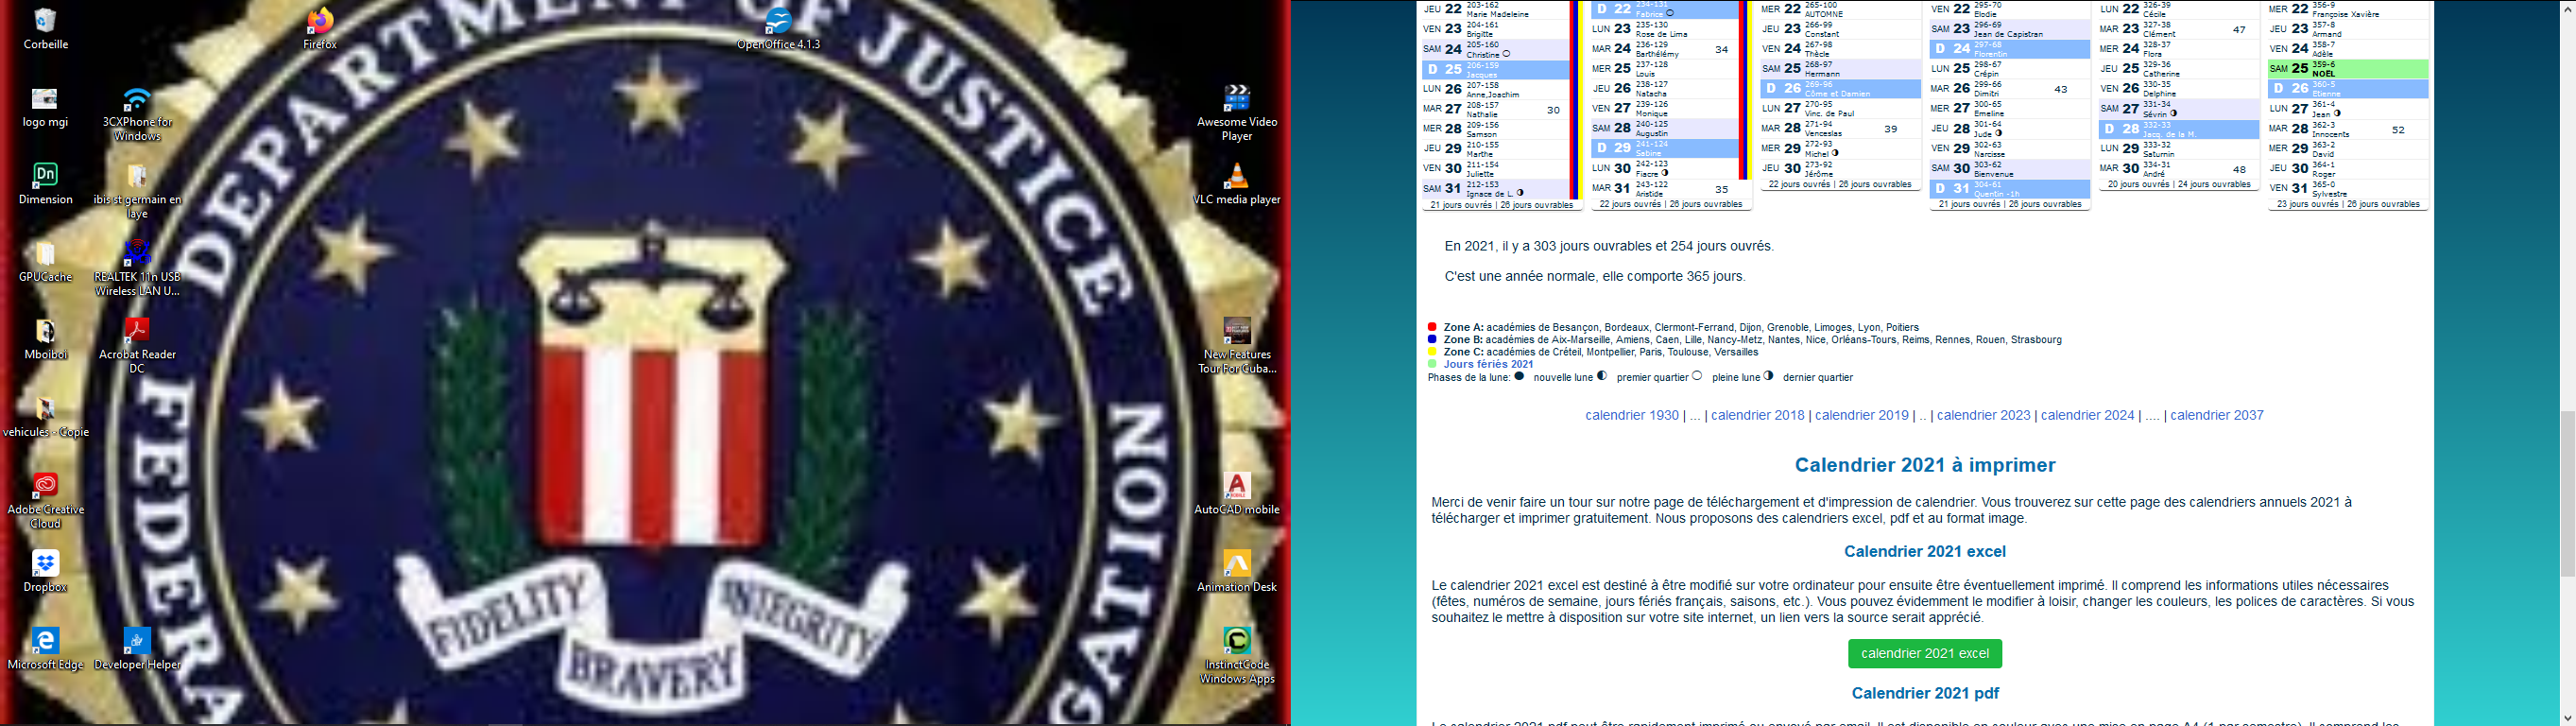 Corbeille
Firefox
OpenOffice 4.1.3
logo mgi
3CXPhone for
Windows
Awesome Video
Player
Dimension
ibis st germain en
laye
VLC media player
GPUCache
REALTEK 11n USB
Wireless LAN U...
Mboiboi
Acrobat Reader
DC
New Features
Tour For Cuba...
vehicules - Copie
Adobe Creative
Cloud
AutoCAD mobile
Dropbox
Animation Desk
Microsoft Edge
Developer Helper
InstinctCode
Windows Apps
DEPARTMENT OF JUSTICE
FEDERA
GATION
FIDELITY
BRAVERY
INTEGRITY
JEU 22 203-162 Marie Madeleine
VEN 23 204-161 Brigitte
SAM 24 205-160 Christine
D 25 206-159 Jacques
LUN 26 207-158 Anne,Joachim
MAR 27 208-157 Nathalie 30
MER 28 209-156 Samson
JEU 29 210-155 Marthe
VEN 30 211-154 Juliette
SAM 31 212-153 Ignace de L.
21 jours ouvrés | 26 jours ouvrables
D 22 234-131 Fabrice
LUN 23 235-130 Rose de Lima
MAR 24 236-129 Barthélémy 34
MER 25 237-128 Louis
JEU 26 238-127 Natacha
VEN 27 239-126 Monique
SAM 28 240-125 Augustin
D 29 241-124 Sabine
LUN 30 242-123 Fiacre
MAR 31 243-122 Aristide 35
22 jours ouvrés | 26 jours ouvrables
MER 22 265-100 AUTOMNE
JEU 23 266-99 Constant
VEN 24 267-98 Thècle
SAM 25 268-97 Hermann
D 26 269-96 Côme et Damien
LUN 27 270-95 Vinc. de Paul
MAR 28 271-94 Venceslas 39
MER 29 272-93 Michel
JEU 30 273-92 Jérôme
22 jours ouvrés | 26 jours ouvrables
VEN 22 295-70 Elodie
SAM 23 296-69 Jean de Capistran
D 24 297-68 Florentin
LUN 25 298-67 Crépin
MAR 26 299-66 Dimitri 43
MER 27 300-65 Emeline
JEU 28 301-64 Jude
VEN 29 302-63 Narcisse
SAM 30 303-62 Bienvenue
D 31 304-61 Quentin -1h
21 jours ouvrés | 26 jours ouvrables
LUN 22 326-39 Cécile
MAR 23 327-38 Clément 47
MER 24 328-37 Flora
JEU 25 329-36 Catherine
VEN 26 330-35 Delphine
SAM 27 331-34 Sévrin
D 28 332-33 Jacq. de la M.
LUN 29 333-32 Saturnin
MAR 30 334-31 André 48
20 jours ouvrés | 24 jours ouvrables
MER 22 356-9 Françoise Xavière
JEU 23 357-8 Armand
VEN 24 358-7 Adèle
SAM 25 359-6 NOËL
D 26 360-5 Etienne
LUN 27 361-4 Jean
MAR 28 362-3 Innocents 52
MER 29 363-2 David
JEU 30 364-1 Roger
VEN 31 365-0 Sylvestre
23 jours ouvrés | 26 jours ouvrables
En 2021, il y a 303 jours ouvrables et 254 jours ouvrés.
C'est une année normale, elle comporte 365 jours.
Zone A: académies de Besançon, Bordeaux, Clermont-Ferrand, Dijon, Grenoble, Limoges, Lyon, Poitiers
Zone B: académies de Aix-Marseille, Amiens, Caen, Lille, Nancy-Metz, Nantes, Nice, Orléans-Tours, Reims, Rennes, Rouen, Strasbourg
Zone C: académies de Créteil, Montpellier, Paris, Toulouse, Versailles
Jours fériés 2021
Phases de la lune: nouvelle lune premier quartier pleine lune dernier quartier
calendrier 1930 | ... | calendrier 2018 | calendrier 2019 | .. | calendrier 2023 | calendrier 2024 | .... | calendrier 2037
Calendrier 2021 à imprimer
Merci de venir faire un tour sur notre page de téléchargement et d'impression de calendrier. Vous trouverez sur cette page des calendriers annuels 2021 à
télécharger et imprimer gratuitement. Nous proposons des calendriers excel, pdf et au format image.
Calendrier 2021 excel
Le calendrier 2021 excel est destiné à être modifié sur votre ordinateur pour ensuite être éventuellement imprimé. Il comprend les informations utiles nécessaires
(fêtes, numéros de semaine, jours fériés français, saisons, etc.). Vous pouvez évidemment le modifier à loisir, changer les couleurs, les polices de caractères. Si vous
souhaitez le mettre à disposition sur votre site internet, un lien vers la source serait apprécié.
calendrier 2021 excel
Calendrier 2021 pdf